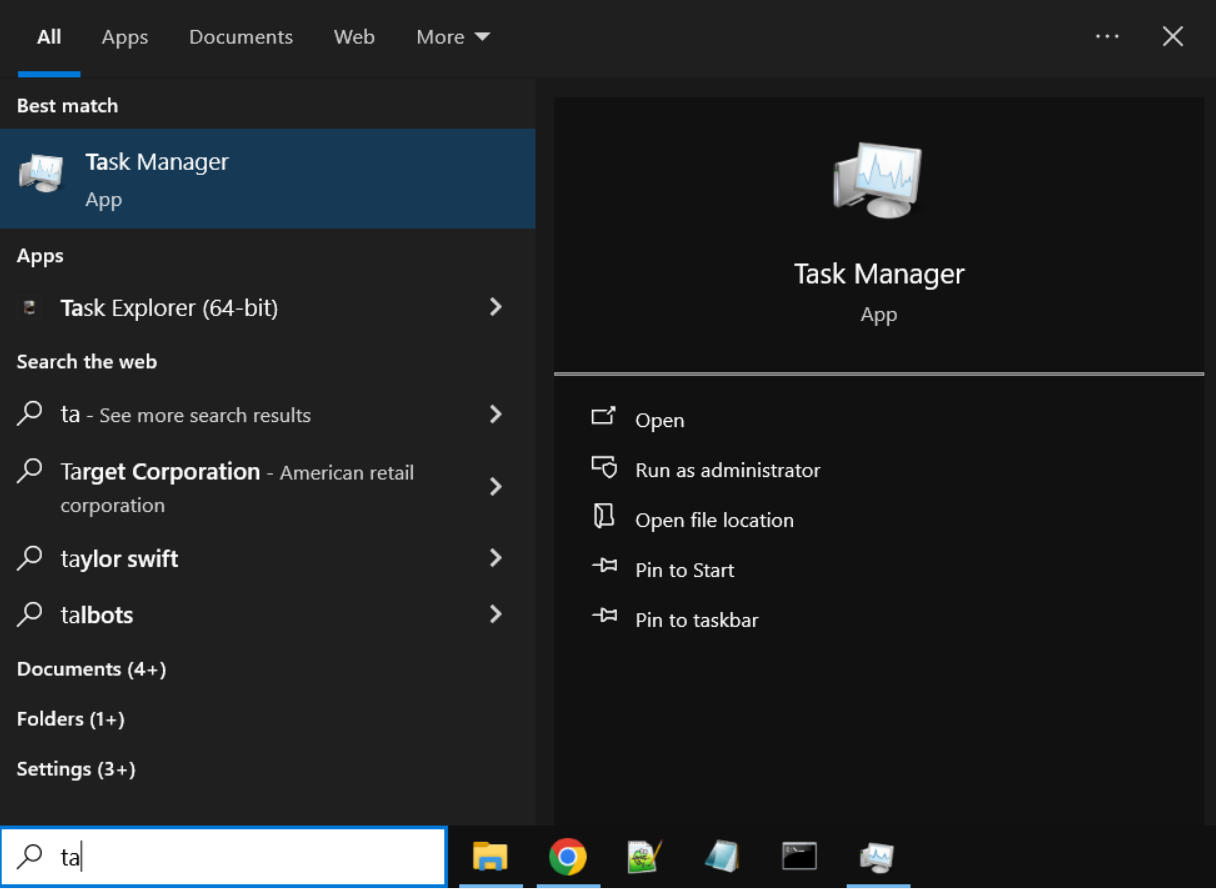 All Apps Documents Web More
Best match
Task Manager
App
Apps
Task Explorer (64-bit)
Search the web
ta - See more search results
Target Corporation - American retail
corporation
taylor swift
talbots
Documents (4+)
Folders (1+)
Settings (3+)
ta
Task Manager
App
Open
Run as administrator
Open file location
Pin to Start
Pin to taskbar